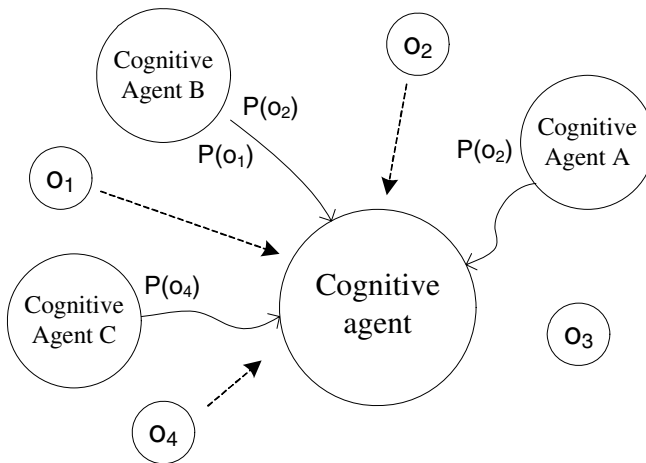 Cognitive
Agent B
o2
P(o2)
P(o1)
Cognitive
Agent A
P(o2)
o1
Cognitive
agent
P(o4)
Cognitive
Agent C
o3
o4